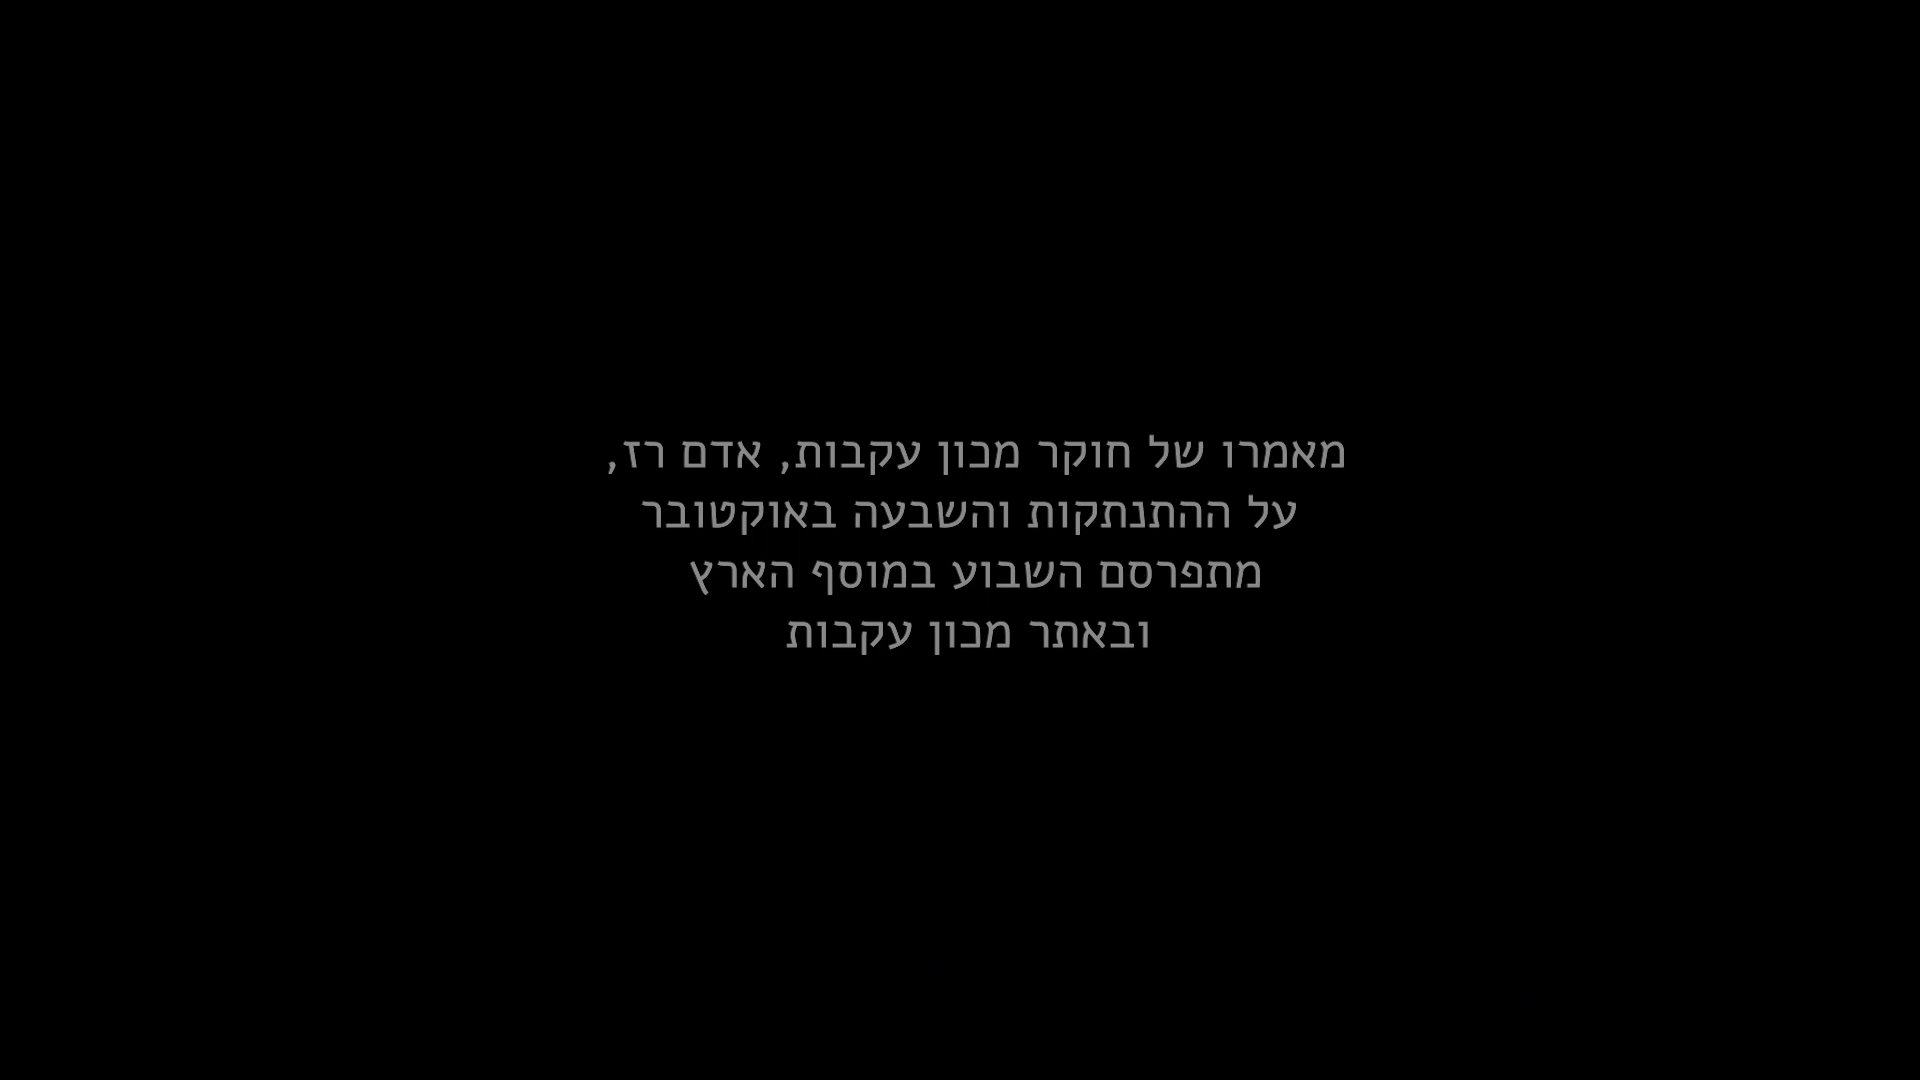 מאמרו של חוקר מכון עקבות, אדם רז,
על ההתנתקות והשבעה באוקטובר
מתפרסם השבוע במוסף הארץ
ובאתר מכון עקבות